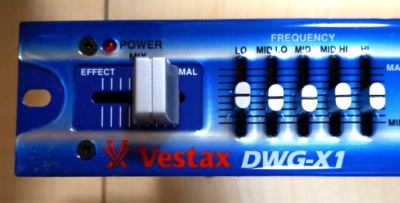 POWER
FREQUENCY
MIX
LO MID LO MID MID HI HI
EFFECT MAL
MA
MI
Vestax DWG-X1